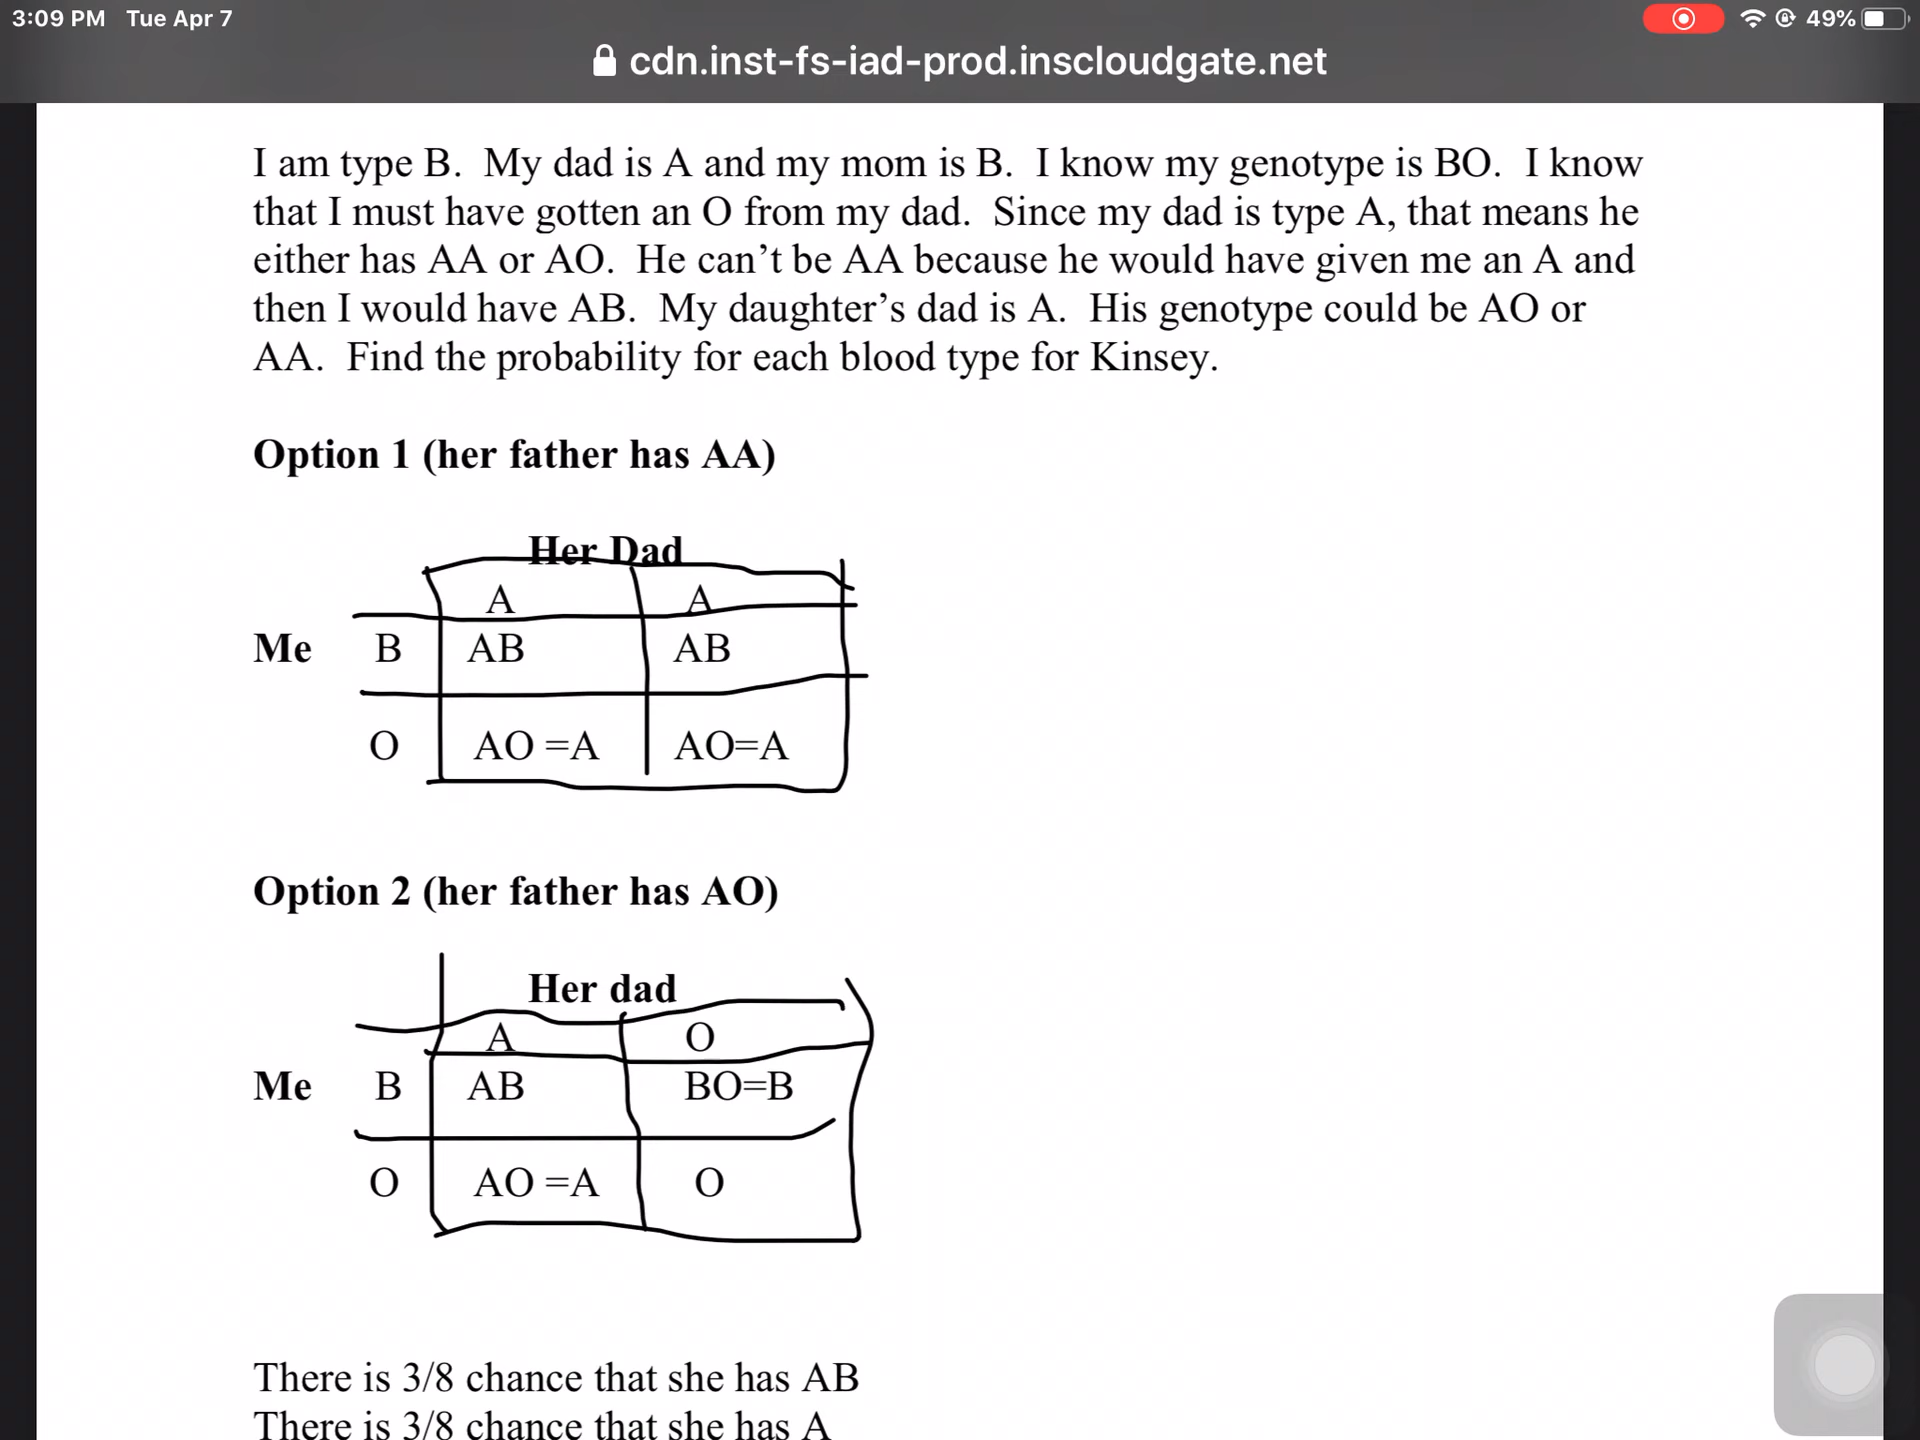 3:09 PM Tue Apr 7
49%
cdn.inst-fs-iad-prod.inscloudgate.net
I am type B. My dad is A and my mom is B. I know my genotype is BO. I know
that I must have gotten an O from my dad. Since my dad is type A, that means he
either has AA or AO. He can’t be AA because he would have given me an A and
then I would have AB. My daughter’s dad is A. His genotype could be AO or
AA. Find the probability for each blood type for Kinsey.
Option 1 (her father has AA)
Her Dad
A A
Me B AB AB
O AO =A AO=A
Option 2 (her father has AO)
Her dad
A O
Me B AB BO=B
O AO =A O
There is 3/8 chance that she has AB
There is 3/8 chance that she has A